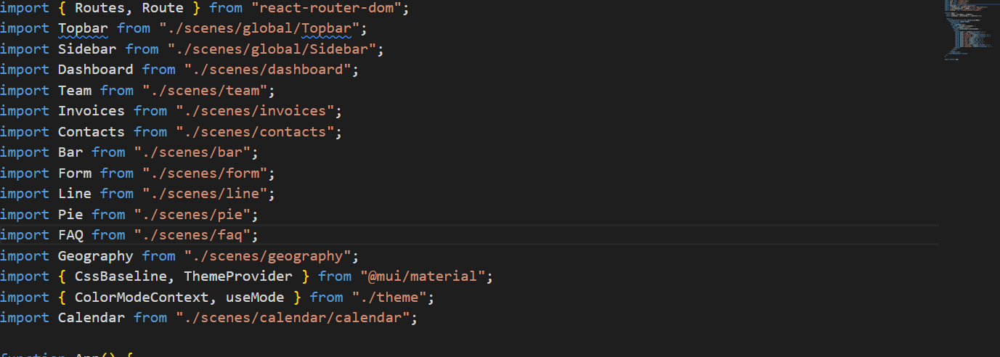 import { Routes, Route } from "react-router-dom";
import Topbar from "./scenes/global/Topbar";
import Sidebar from "./scenes/global/Sidebar";
import Dashboard from "./scenes/dashboard";
import Team from "./scenes/team";
import Invoices from "./scenes/invoices";
import Contacts from "./scenes/contacts";
import Bar from "./scenes/bar";
import Form from "./scenes/form";
import Line from "./scenes/line";
import Pie from "./scenes/pie";
import FAQ from "./scenes/faq";
import Geography from "./scenes/geography";
import { CssBaseline, ThemeProvider } from "@mui/material";
import { ColorModeContext, useMode } from "./theme";
import Calendar from "./scenes/calendar/calendar";
function App() {